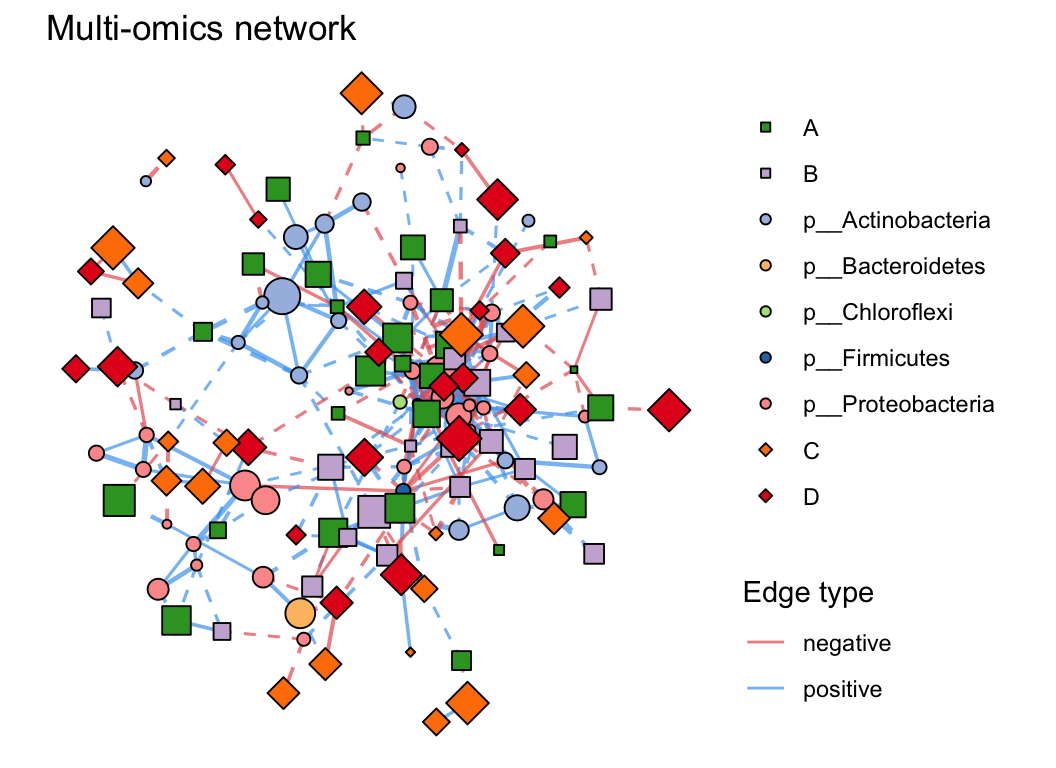 Multi-omics network
A
B
p__Actinobacteria
p__Bacteroidetes
p__Chloroflexi
p__Firmicutes
p__Proteobacteria
C
D
Edge type
negative
positive